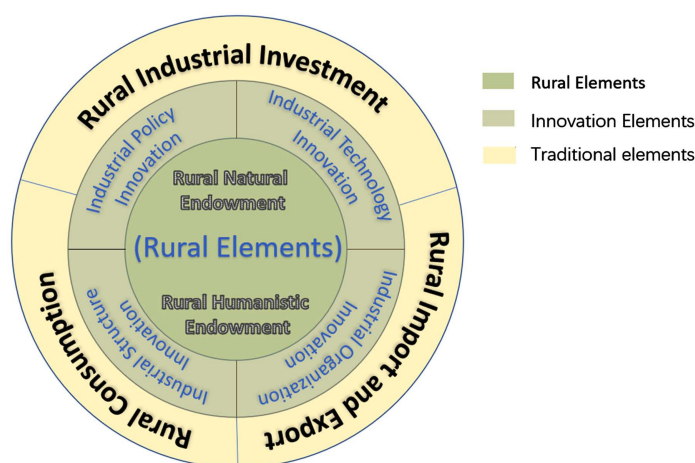 Rural Industrial Investment
Industrial Policy
Innovation
Industrial Technology
Innovation
Rural Natural
Endowment
(Rural Elements)
Rural Humanistic
Endowment
Industrial Structure
Innovation
Industrial Organization
Innovation
Rural Consumption
Rural Import and Export
Rural Elements
Innovation Elements
Traditional elements